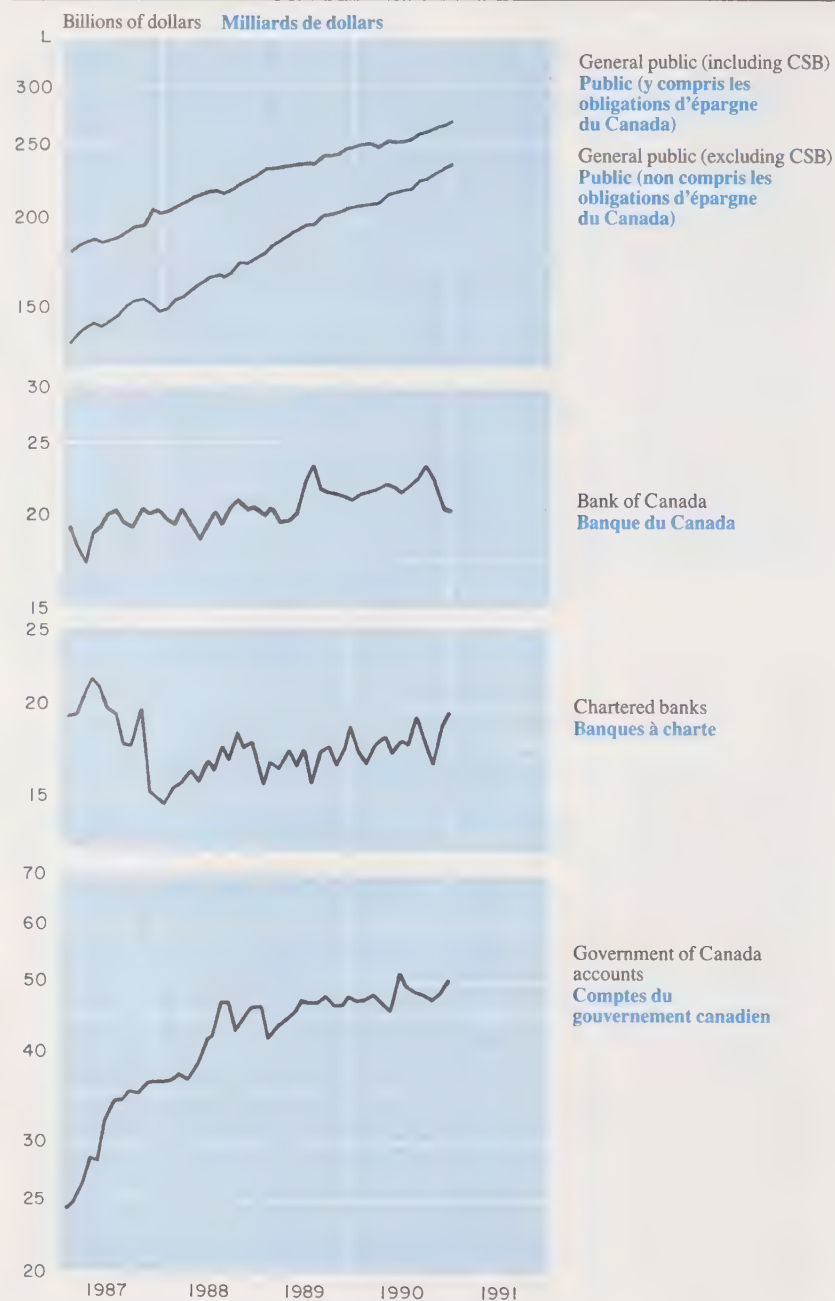 Billions of dollars Milliards de dollars
L
300
250
200
150
General public (including CSB)
Public (y compris les
obligations d'épargne
du Canada)
General public (excluding CSB)
Public (non compris les
obligations d'épargne
du Canada)
30
25
20
15
Bank of Canada
Banque du Canada
25
20
15
Chartered banks
Banques à charte
70
60
50
40
30
25
20
Government of Canada
accounts
Comptes du
gouvernement canadien
1987 1988 1989 1990 1991